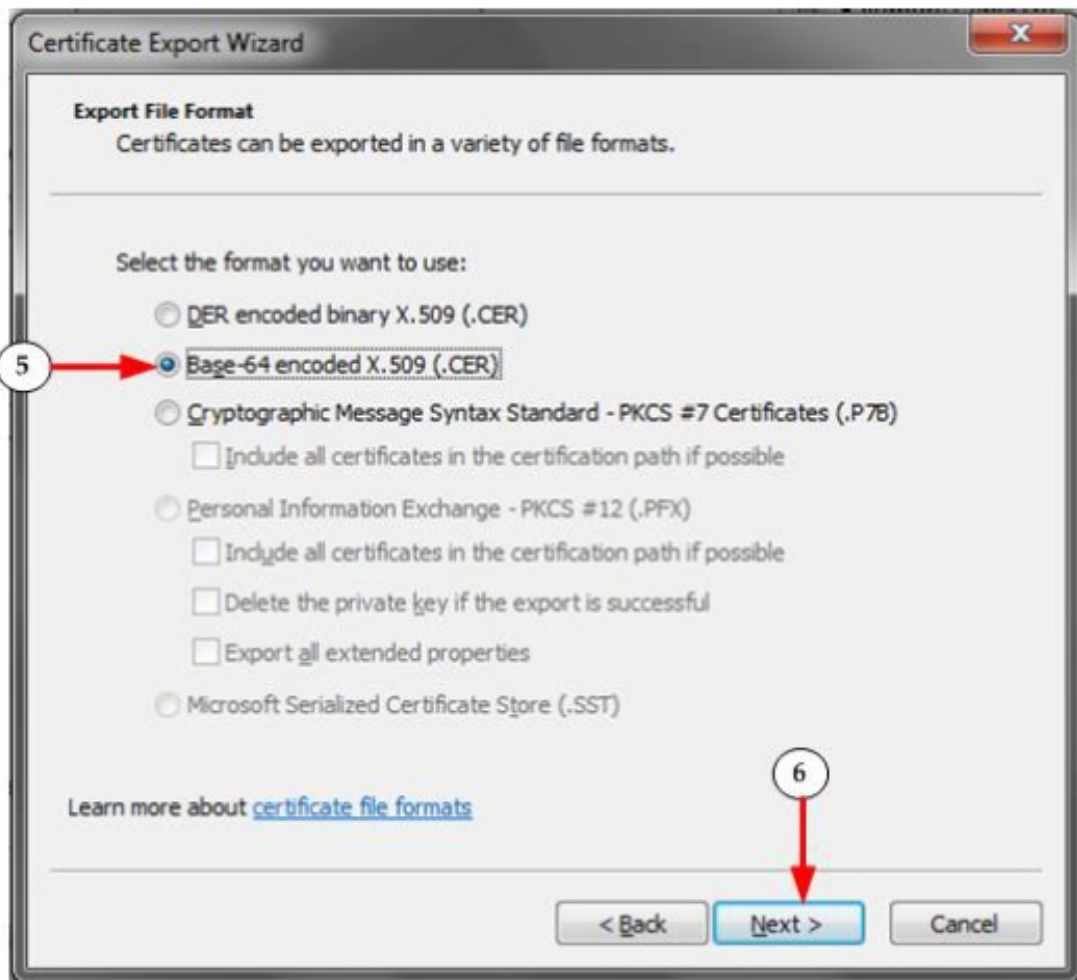 Certificate Export Wizard
Export File Format
Certificates can be exported in a variety of file formats.
Select the format you want to use:
DER encoded binary X.509 (.CER)
5
Base-64 encoded X.509 (.CER)
Cryptographic Message Syntax Standard - PKCS #7 Certificates (.P7B)
Include all certificates in the certification path if possible
Personal Information Exchange - PKCS #12 (.PFX)
Include all certificates in the certification path if possible
Delete the private key if the export is successful
Export all extended properties
Microsoft Serialized Certificate Store (.SST)
6
Learn more about certificate file formats
< Back Next > Cancel